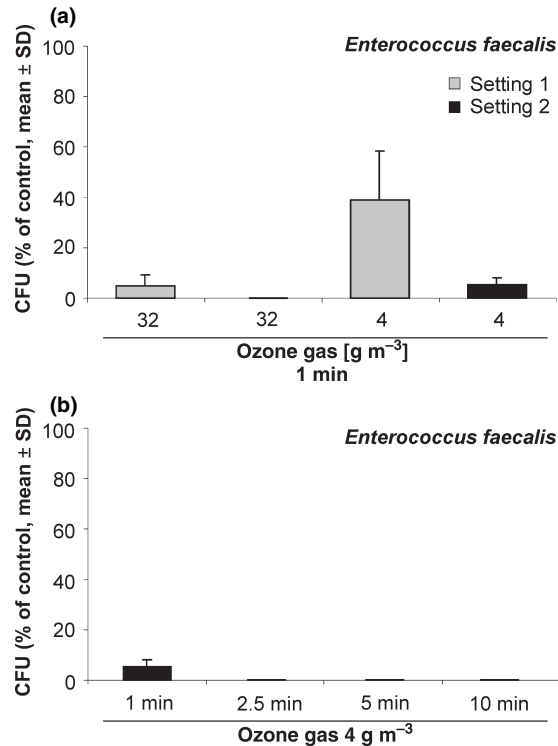 (a)
Enterococcus faecalis
Setting 1
Setting 2
CFU (% of control, mean ± SD)
100
80
60
40
20
0
32 32 4 4
Ozone gas [g m⁻³]
1 min
(b)
Enterococcus faecalis
CFU (% of control, mean ± SD)
100
80
60
40
20
0
1 min 2.5 min 5 min 10 min
Ozone gas 4 g m⁻³